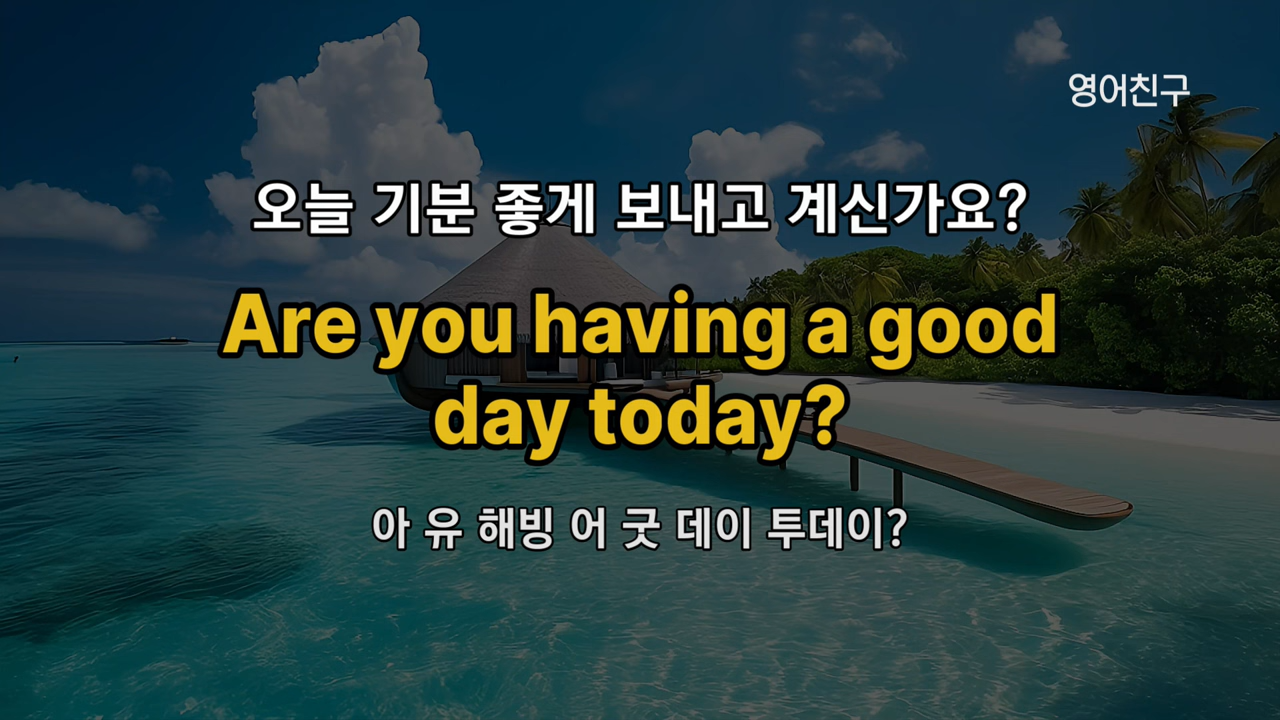 영어친구
오늘 기분 좋게 보내고 계신가요?
Are you having a good
day today?
아 유 해빙 어 굿 데이 투데이?